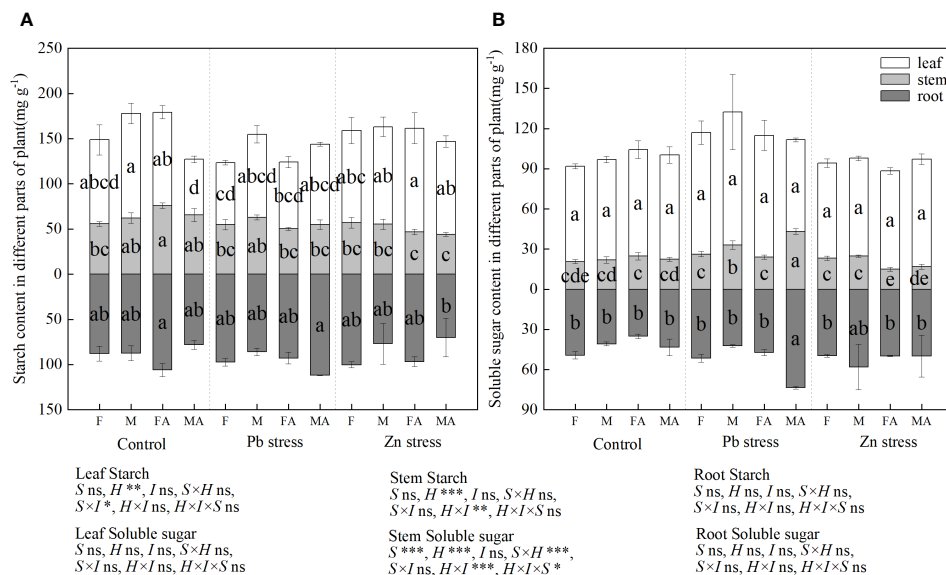 A
B
Starch content in different parts of plant(mg g-1)
250
200
150
100
50
0
50
100
150
abcd a ab d cd ab bcd abcd abc ab a ab
bc ab a ab bc ab bc bc bc bc c c
ab ab a ab ab ab ab a ab ab ab b
F M FA MA F M FA MA F M FA MA
Control Pb stress Zn stress
Soluble sugar content in different parts of plant(mg g-1)
180
150
120
90
60
30
0
30
60
90
leaf
stem
root
a a a a a a a a a a a a
cde cd c cd c b c a c c e de
b b b b b b b a b ab b b
F M FA MA F M FA MA F M FA MA
Control Pb stress Zn stress
Leaf Starch
S ns, H **, I ns, S×H ns,
S×I *, H×I ns, H×I×S ns
Stem Starch
S ns, H ***, I ns, S×H ns,
S×I ns, H×I **, H×I×S ns
Root Starch
S ns, H ns, I ns, S×H ns,
S×I ns, H×I ns, H×I×S ns
Leaf Soluble sugar
S ns, H ns, I ns, S×H ns,
S×I ns, H×I ns, H×I×S ns
Stem Soluble sugar
S ***, H ***, I ns, S×H ***,
S×I ns, H×I ***, H×I×S *
Root Soluble sugar
S ns, H ns, I ns, S×H ns,
S×I ns, H×I ns, H×I×S ns